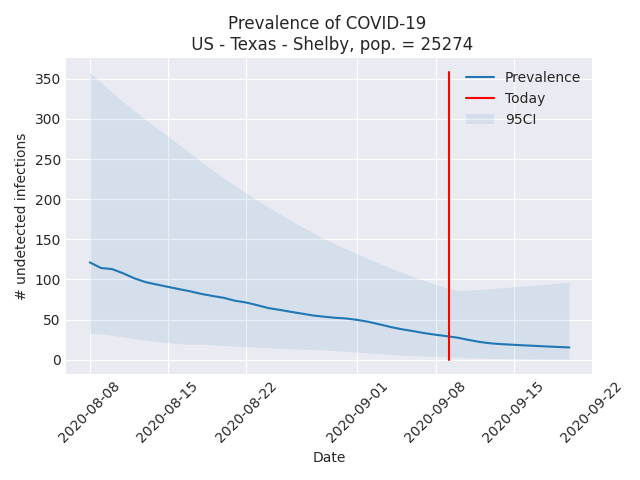 Prevalence of COVID-19
US - Texas - Shelby, pop. = 25274
Prevalence
Today
95CI
# undetected infections
350
300
250
200
150
100
50
0
2020-08-08
2020-08-15
2020-08-22
2020-09-01
2020-09-08
2020-09-15
2020-09-22
Date